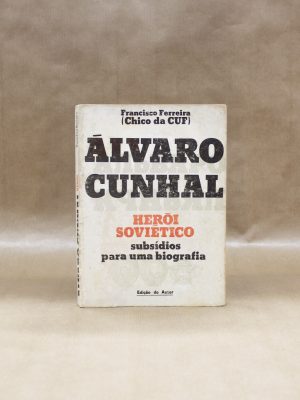 Francisco Ferreira
(Chico da CUF)
ÁLVARO
CUNHAL
HERÓI
SOVIÉTICO
subsídios
para uma biografia
Edição do Autor